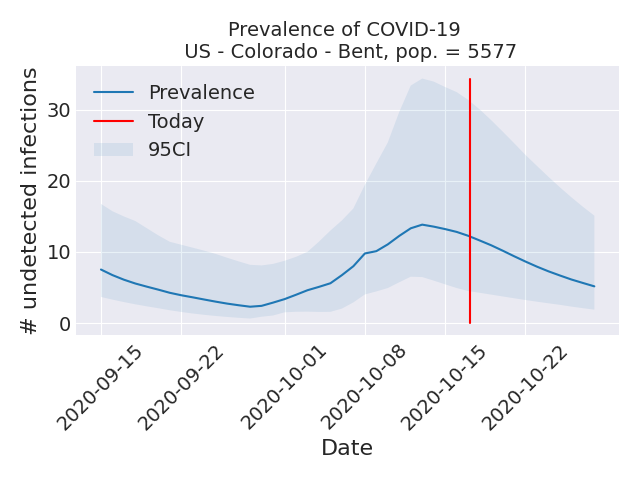 Prevalence of COVID-19
US - Colorado - Bent, pop. = 5577
# undetected infections
30
20
10
0
Prevalence
Today
95CI
2020-09-15
2020-09-22
2020-10-01
2020-10-08
2020-10-15
2020-10-22
Date